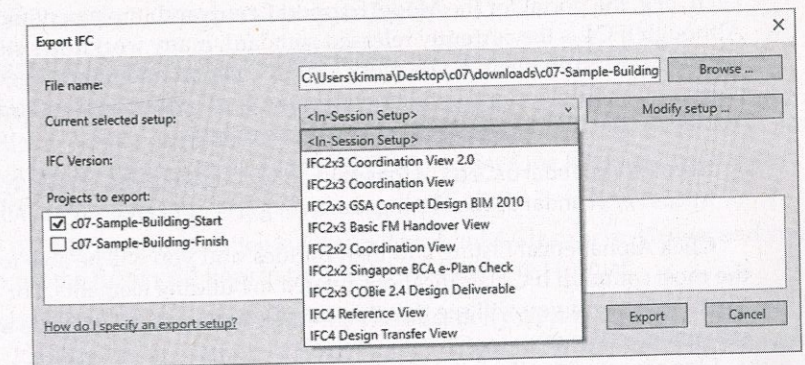 Export IFC
File name:
C:\Users\kimma\Desktop\c07\downloads\c07-Sample-Building
Browse ...
Current selected setup:
<In-Session Setup>
Modify setup ...
<In-Session Setup>
IFC Version:
IFC2x3 Coordination View 2.0
IFC2x3 Coordination View
IFC2x3 GSA Concept Design BIM 2010
IFC2x3 Basic FM Handover View
IFC2x2 Coordination View
IFC2x2 Singapore BCA e-Plan Check
IFC2x3 COBie 2.4 Design Deliverable
IFC4 Reference View
IFC4 Design Transfer View
Projects to export:
c07-Sample-Building-Start
c07-Sample-Building-Finish
How do I specify an export setup?
Export
Cancel